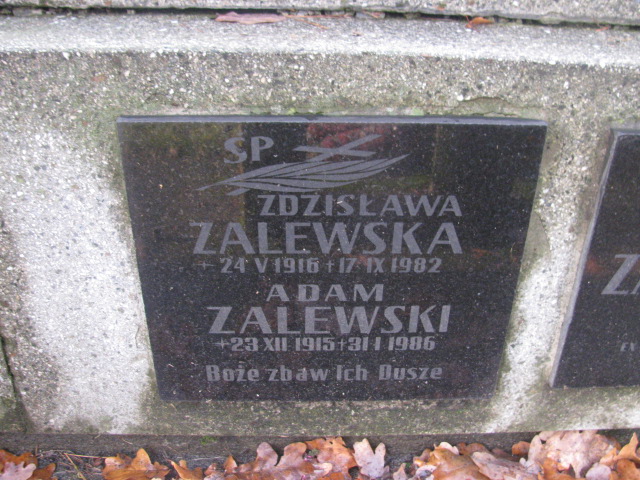 SP
ZDZISŁAWA
ZALEWSKA
+24 V 1916+17 IX 1982
ADAM
ZALEWSKI
+23 XII 1915+31 I 1986
Boże zbaw Ich Dusze